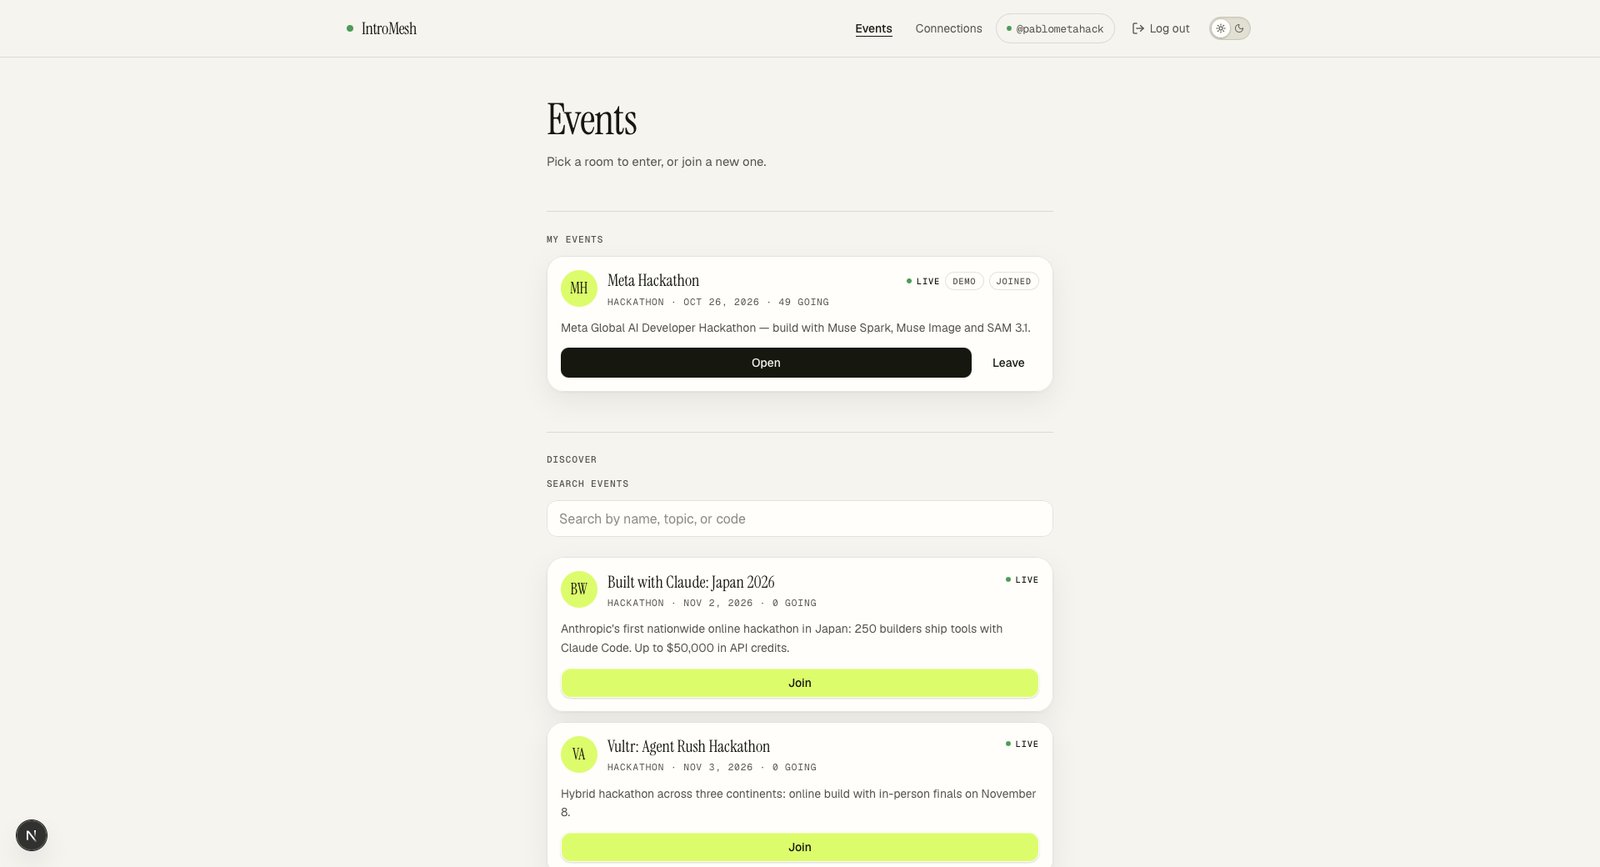 IntroMesh
Events
Connections
@pablometahack
Log out
Events
Pick a room to enter, or join a new one.
MY EVENTS
MH
Meta Hackathon
LIVE
DEMO
JOINED
HACKATHON · OCT 26, 2026 · 49 GOING
Meta Global AI Developer Hackathon — build with Muse Spark, Muse Image and SAM 3.1.
Open
Leave
DISCOVER
SEARCH EVENTS
Search by name, topic, or code
BW
Built with Claude: Japan 2026
LIVE
HACKATHON · NOV 2, 2026 · 0 GOING
Anthropic's first nationwide online hackathon in Japan: 250 builders ship tools with
Claude Code. Up to $50,000 in API credits.
Join
VA
Vultr: Agent Rush Hackathon
LIVE
HACKATHON · NOV 3, 2026 · 0 GOING
Hybrid hackathon across three continents: online build with in-person finals on November
8.
Join
N